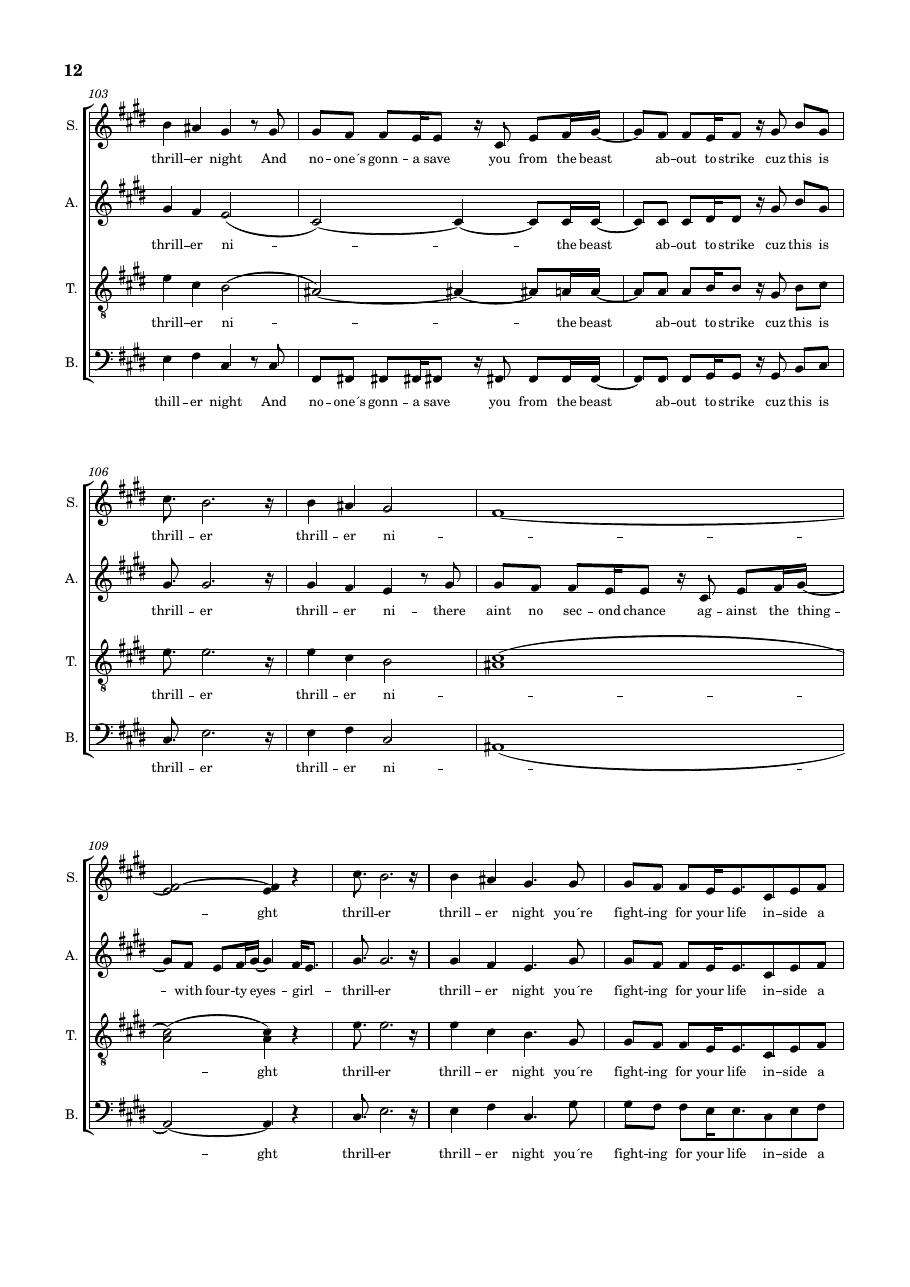 12
103
S.
thrill-er night And no-one´s gonn-a save you from the beast ab-out to strike cuz this is
A.
thrill-er ni - - - - - the beast ab-out to strike cuz this is
T.
thrill-er ni - - - - - the beast ab-out to strike cuz this is
B.
thill-er night And no-one´s gonn-a save you from the beast ab-out to strike cuz this is
106
S.
thrill - er thrill - er ni - - - - -
A.
thrill - er thrill - er ni - there aint no sec - ond chance ag - ainst the thing -
T.
thrill - er thrill - er ni - - - - -
B.
thrill - er thrill - er ni - - -
109
S.
- ght thrill-er thrill - er night you´re fight-ing for your life in-side a
A.
- with four-ty eyes - girl - thrill-er thrill - er night you´re fight-ing for your life in-side a
T.
- ght thrill-er thrill - er night you´re fight-ing for your life in-side a
B.
- ght thrill-er thrill - er night you´re fight-ing for your life in-side a